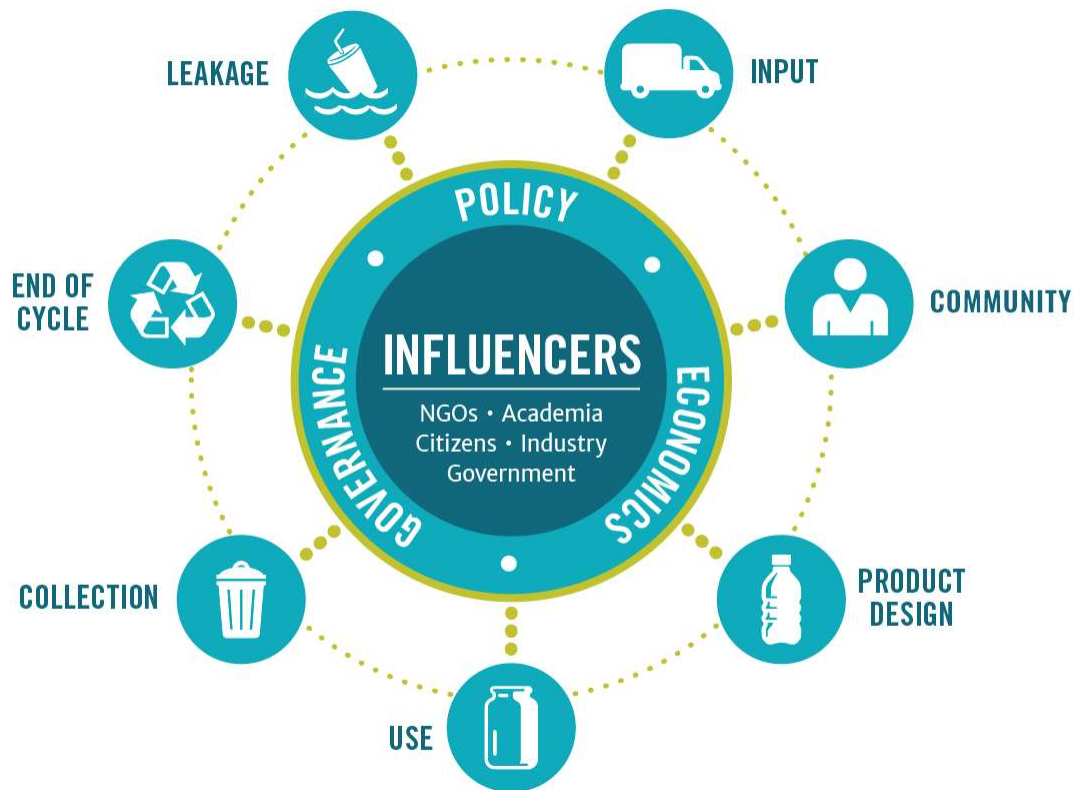 LEAKAGE
INPUT
POLICY
END OF
CYCLE
COMMUNITY
INFLUENCERS
NGOs • Academia
Citizens • Industry
Government
GOVERNANCE
ECONOMICS
COLLECTION
PRODUCT
DESIGN
USE